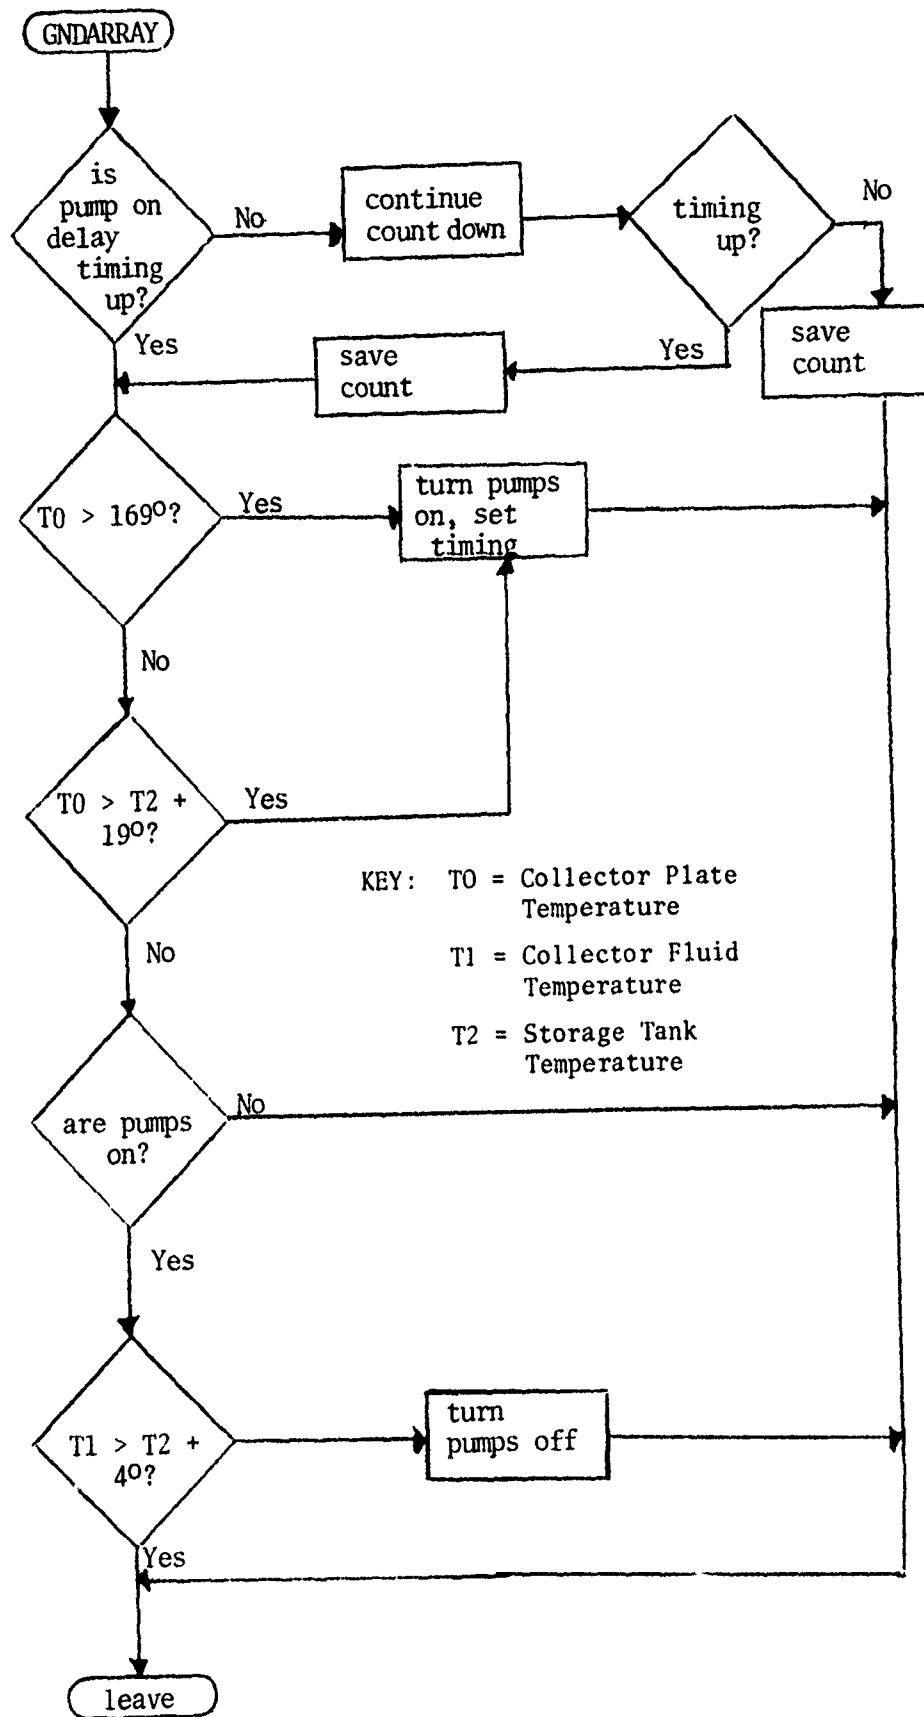 GNDARRAY
is
pump on
delay
timing
up?
No
continue
count down
timing
up?
No
save
count
Yes
save
count
Yes
T0 > 169°?
Yes
turn pumps
on, set
timing
No
T0 > T2 +
19°?
Yes
KEY: T0 = Collector Plate
Temperature
T1 = Collector Fluid
Temperature
T2 = Storage Tank
Temperature
No
are pumps
on?
No
Yes
T1 > T2 +
4°?
turn
pumps off
Yes
leave